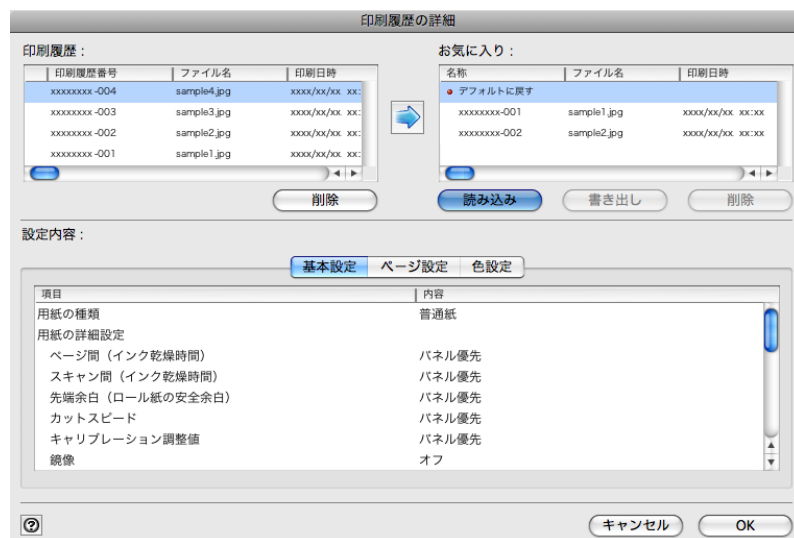 印刷履歴の詳細
印刷履歴：
印刷履歴番号 ファイル名 印刷日時
xxxxxxxx-004 sample4.jpg xxxx/xx/xx xx:
xxxxxxxx-003 sample3.jpg xxxx/xx/xx xx:
xxxxxxxx-002 sample2.jpg xxxx/xx/xx xx:
xxxxxxxx-001 sample1.jpg xxxx/xx/xx xx:
削除
お気に入り：
名称 ファイル名 印刷日時
デフォルトに戻す
xxxxxxxx-001 sample1.jpg xxxx/xx/xx xx:xx
xxxxxxxx-002 sample2.jpg xxxx/xx/xx xx:xx
読み込み 書き出し 削除
設定内容：
基本設定 ページ設定 色設定
項目 内容
用紙の種類 普通紙
用紙の詳細設定
ページ間（インク乾燥時間） パネル優先
スキャン間（インク乾燥時間） パネル優先
先端余白（ロール紙の安全余白） パネル優先
カットスピード パネル優先
キャリブレーション調整値 パネル優先
鏡像 オフ
? キャンセル OK